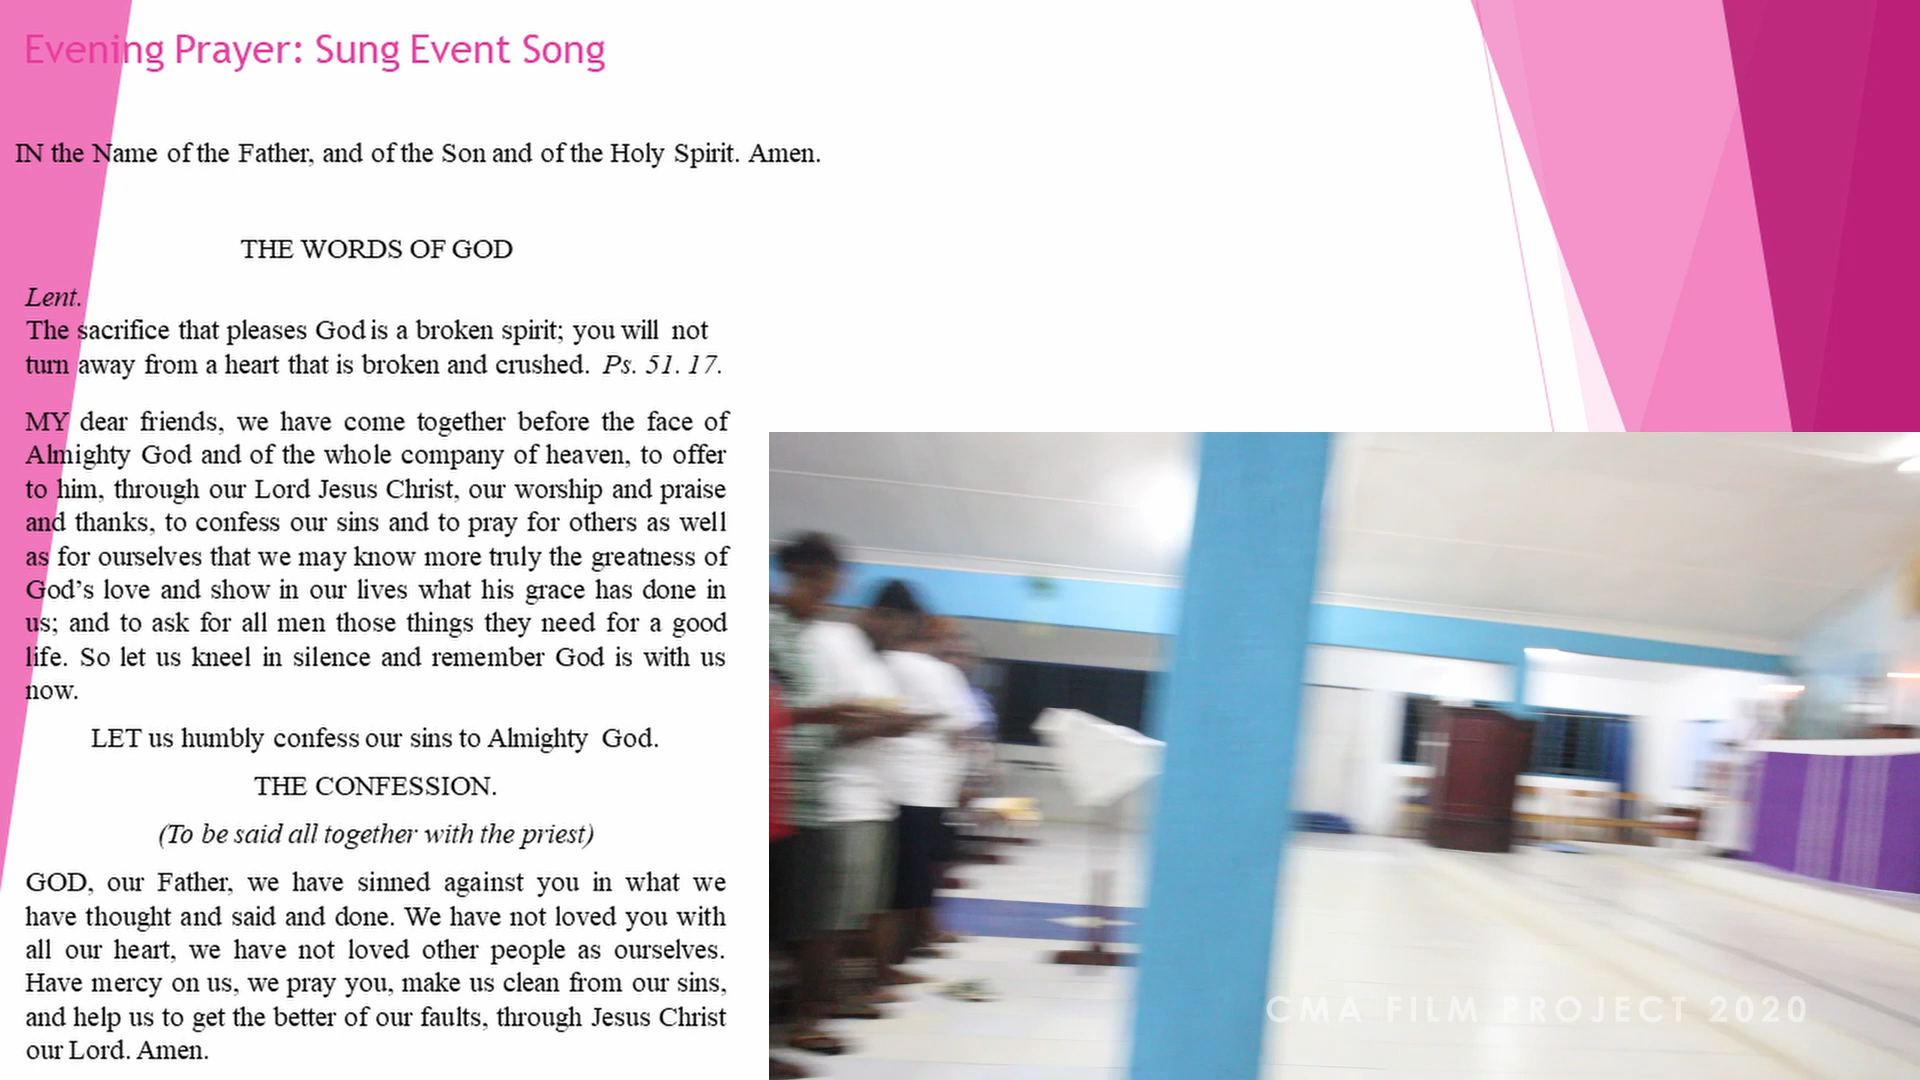 Evening Prayer: Sung Event Song
IN the Name of the Father, and of the Son and of the Holy Spirit. Amen.
THE WORDS OF GOD
Lent.
The sacrifice that pleases God is a broken spirit; you will not
turn away from a heart that is broken and crushed. Ps. 51. 17.
MY dear friends, we have come together before the face of
Almighty God and of the whole company of heaven, to offer
to him, through our Lord Jesus Christ, our worship and praise
and thanks, to confess our sins and to pray for others as well
as for ourselves that we may know more truly the greatness of
God’s love and show in our lives what his grace has done in
us; and to ask for all men those things they need for a good
life. So let us kneel in silence and remember God is with us
now.
LET us humbly confess our sins to Almighty God.
THE CONFESSION.
(To be said all together with the priest)
GOD, our Father, we have sinned against you in what we
have thought and said and done. We have not loved you with
all our heart, we have not loved other people as ourselves.
Have mercy on us, we pray you, make us clean from our sins,
and help us to get the better of our faults, through Jesus Christ
our Lord. Amen.
CMA FILM PROJECT 2020